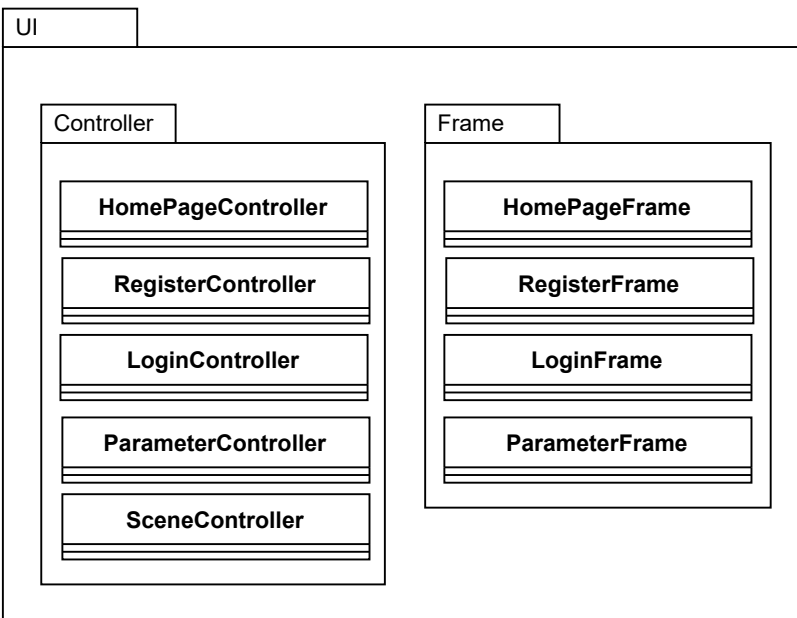 UI
Controller
HomePageController
RegisterController
LoginController
ParameterController
SceneController
Frame
HomePageFrame
RegisterFrame
LoginFrame
ParameterFrame